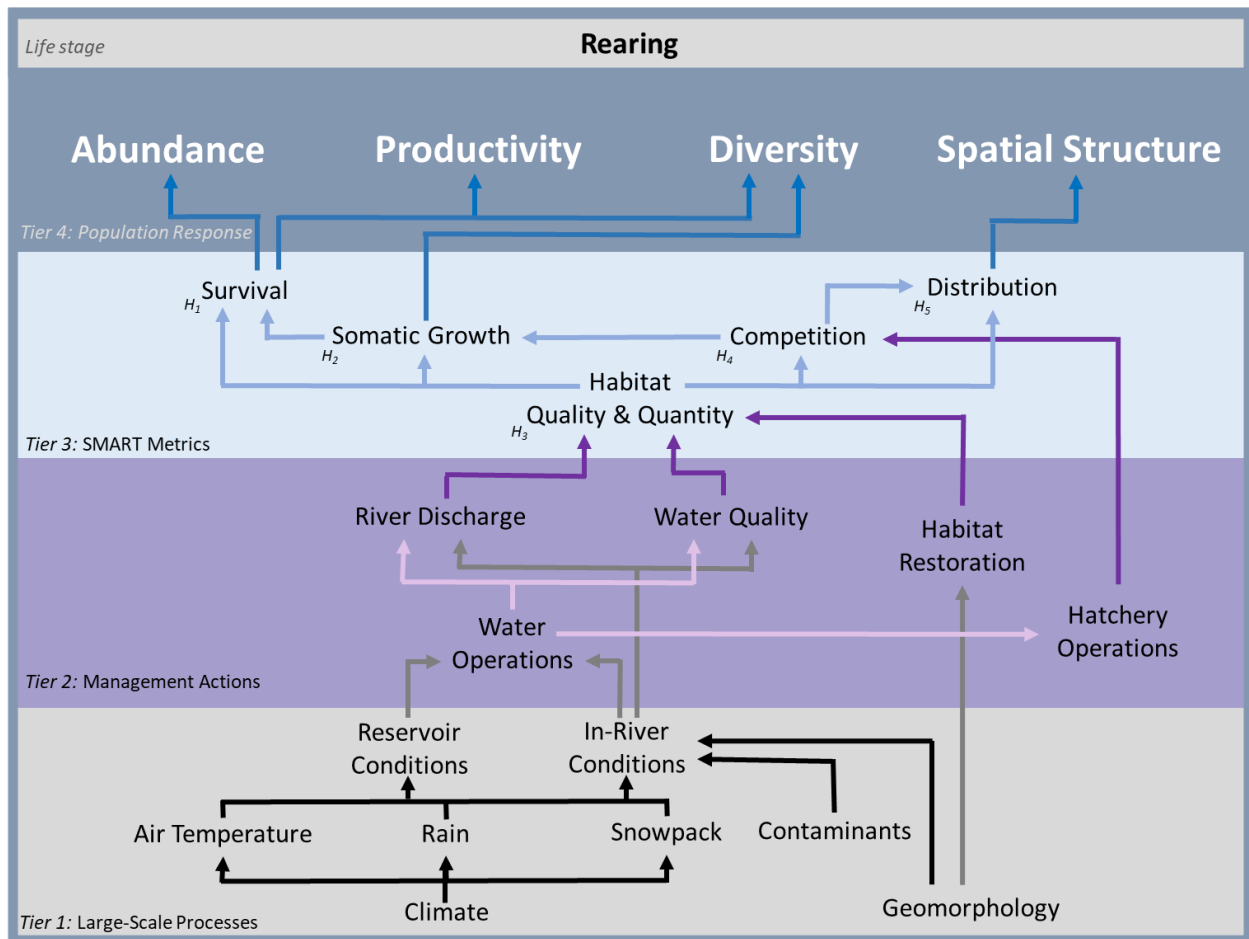 Life stage
Rearing
Abundance
Productivity
Diversity
Spatial Structure
Tier 4: Population Response
Survival
H1
Distribution
H5
Somatic Growth
H2
Competition
H4
Habitat
Quality & Quantity
H3
Tier 3: SMART Metrics
River Discharge
Water Quality
Habitat
Restoration
Water
Operations
Hatchery
Operations
Tier 2: Management Actions
Reservoir
Conditions
In-River
Conditions
Air Temperature
Rain
Snowpack
Contaminants
Climate
Geomorphology
Tier 1: Large-Scale Processes